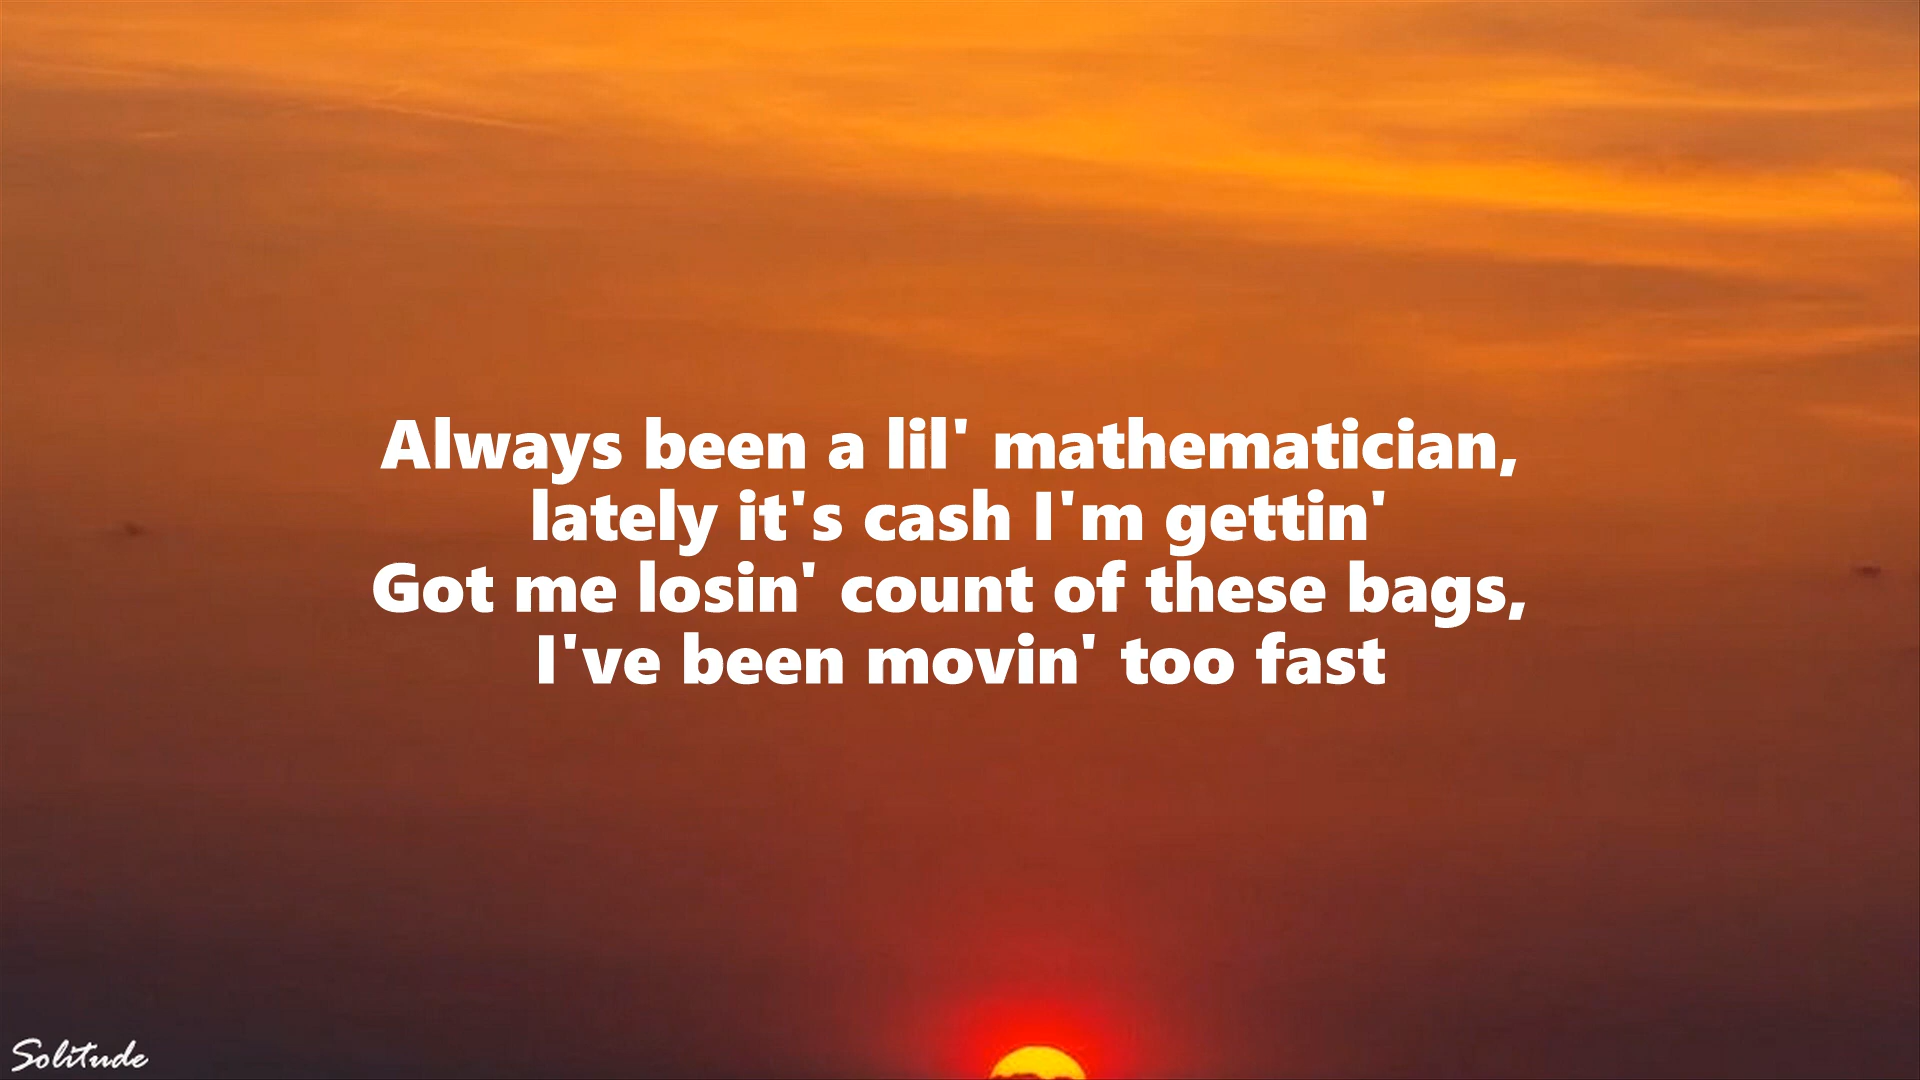 Always been a lil' mathematician,
lately it's cash I'm gettin'
Got me losin' count of these bags,
I've been movin' too fast
Solitude